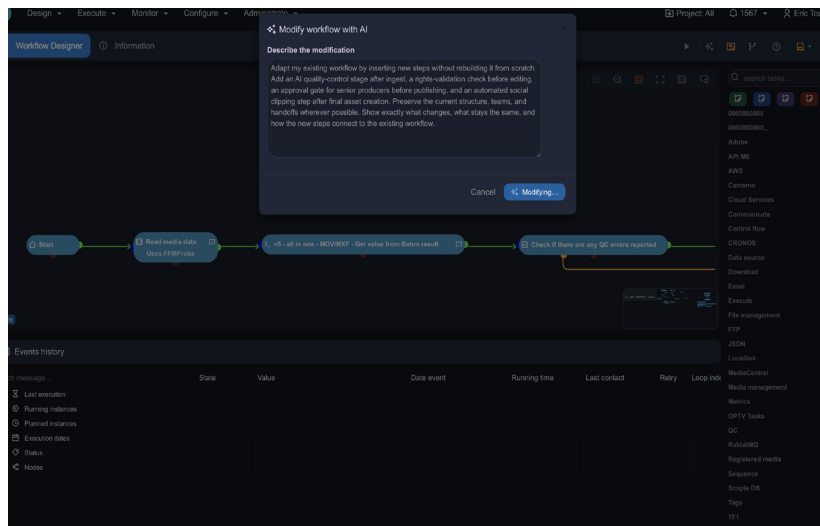 Design Execute Monitor Configure Administrate Project: All 1567 Eric
Modify workflow with AI
Workflow Designer Information
Describe the modification
Adapt my existing workflow by inserting new steps without rebuilding it from scratch.
Add an AI quality-control stage after ingest, a rights-validation check before editing,
an approval gate for senior producers before publishing, and an automated social
clipping step after final asset creation. Preserve the current structure, teams, and
handoffs wherever possible. Show exactly what changes, what stays the same, and
how the new steps connect to the existing workflow.
Cancel Modifying...
search tasks...
0000000000
0000000000_
Adobe
API M6
AWS
Cantemo
Cloud Services
Communicate
Control flow
CRONOS
Data source
Download
Excel
Execute
File management
FTP
JSON
Lucidlink
MediaCentral
Media management
Metrics
OPTV Tasks
QC
RabbitMQ
Registered media
Sequence
Simple DB
Tags
TF1
Start
Read media data
Uses FFMProbe
v5 - all in one - MOV/MXF - Get value from Baton result
Check if there are any QC errors reported
Events history
message... State Value Date event Running time Last contact Retry Loop
Last execution
Running instances
Planned instances
Execution dates
Status
Nodes